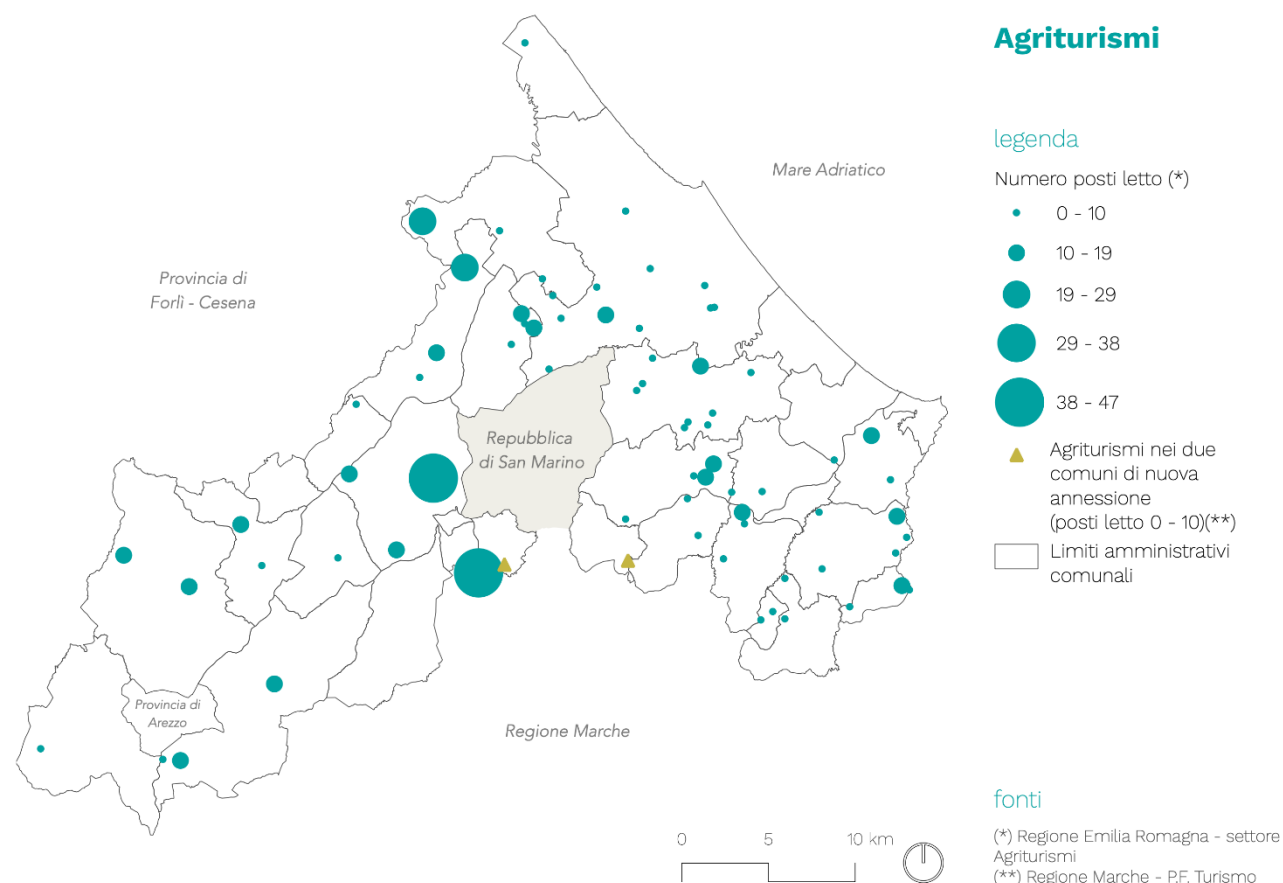 Agriturismi
Mare Adriatico
Provincia di
Forlì - Cesena
Repubblica
di San Marino
Provincia di
Arezzo
Regione Marche
legenda
Numero posti letto (*)
0 - 10
10 - 19
19 - 29
29 - 38
38 - 47
Agriturismi nei due
comuni di nuova
annessione
(posti letto 0 - 10)(**)
Limiti amministrativi
comunali
0 5 10 km
fonti
(*) Regione Emilia Romagna - settore
Agriturismi
(**) Regione Marche - P.F. Turismo